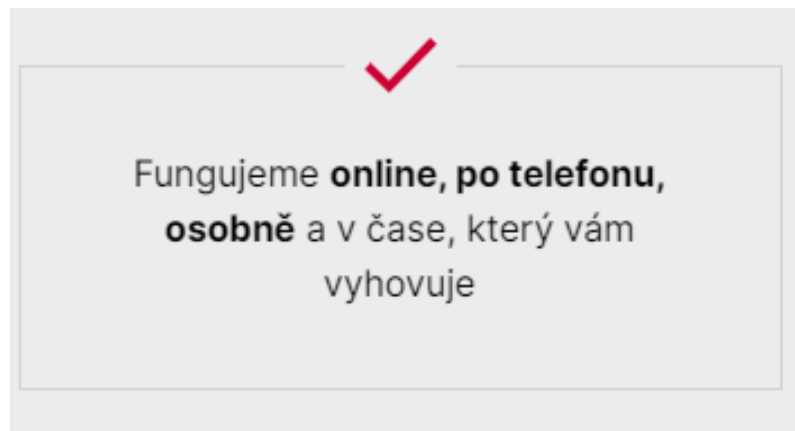 Fungujeme online, po telefonu,
osobně a v čase, který vám
vyhovuje